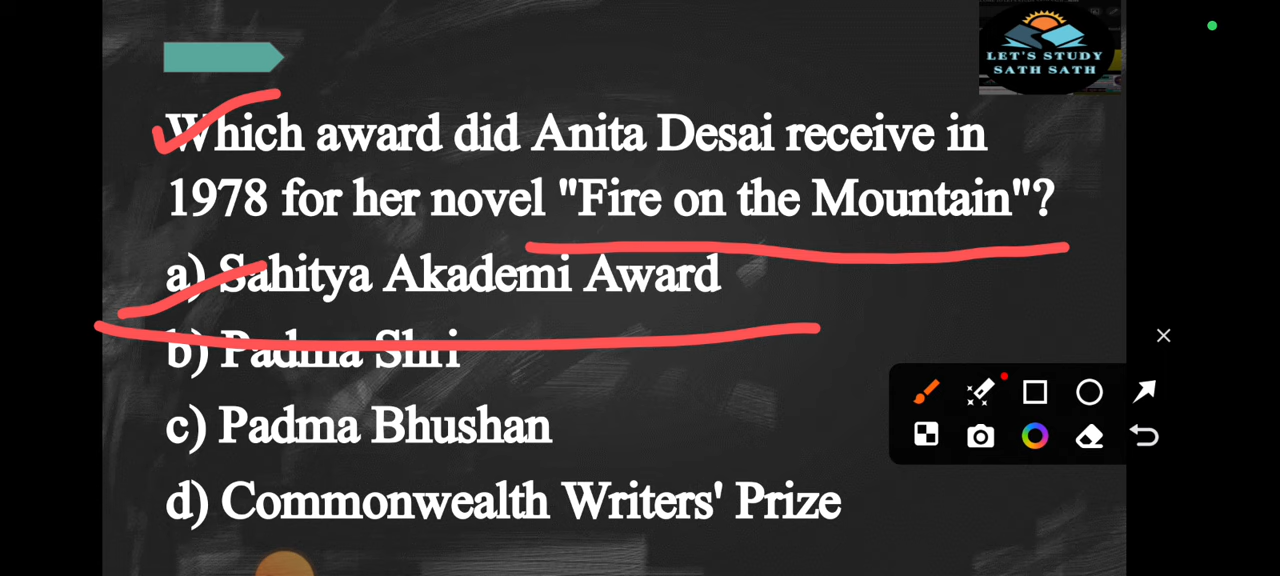 LET'S STUDY
SATH SATH
Which award did Anita Desai receive in
1978 for her novel "Fire on the Mountain"?
a) Sahitya Akademi Award
b) Padma Shri
c) Padma Bhushan
d) Commonwealth Writers' Prize